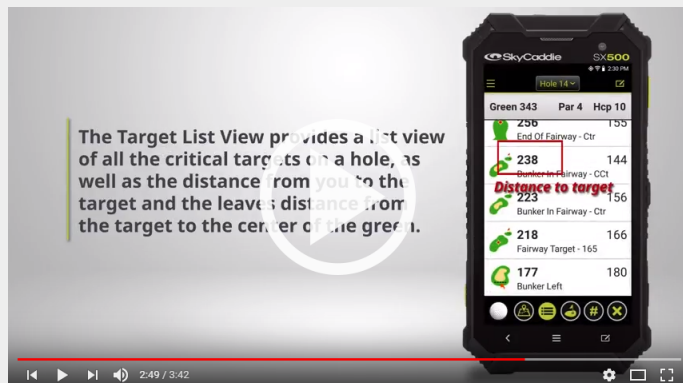 SkyCaddie SX500
2:30 PM
Hole 14
Green 343 Par 4 Hcp 10
256 155
End Of Fairway - Ctr
238 144
Bunker In Fairway - CCt
Distance to target
223 156
Bunker In Fairway - Ctr
218 166
Fairway Target - 165
177 180
Bunker Left
#
The Target List View provides a list view
of all the critical targets on a hole, as
well as the distance from you to the
target and the leaves distance from
the target to the center of the green.
2:49 / 3:42